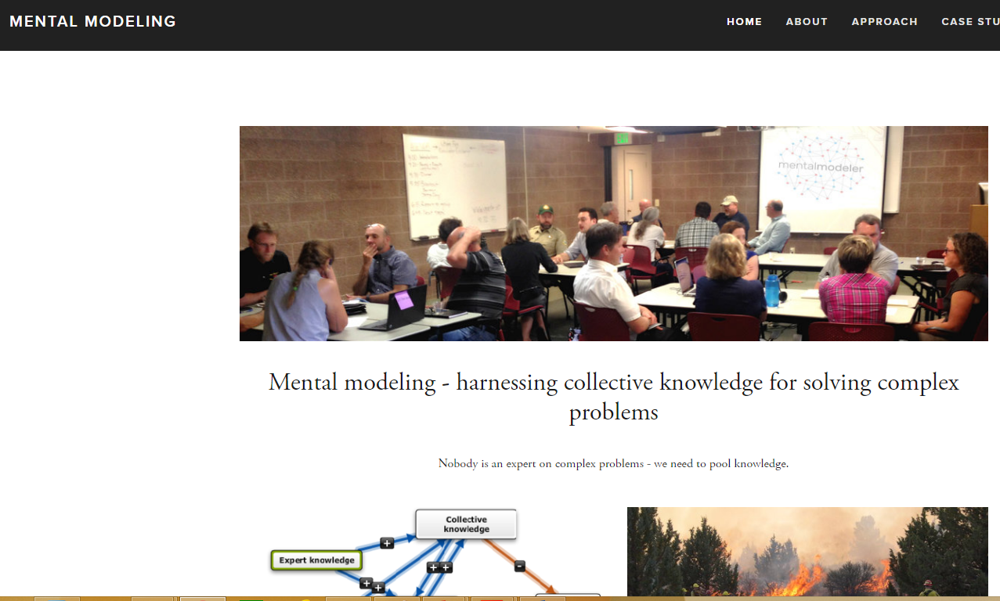 MENTAL MODELING
HOME ABOUT APPROACH CASE STU
mentalmodeler
Mental modeling - harnessing collective knowledge for solving complex
problems
Nobody is an expert on complex problems - we need to pool knowledge.
Collective
knowledge
Expert knowledge
+
-
+ +
+
+